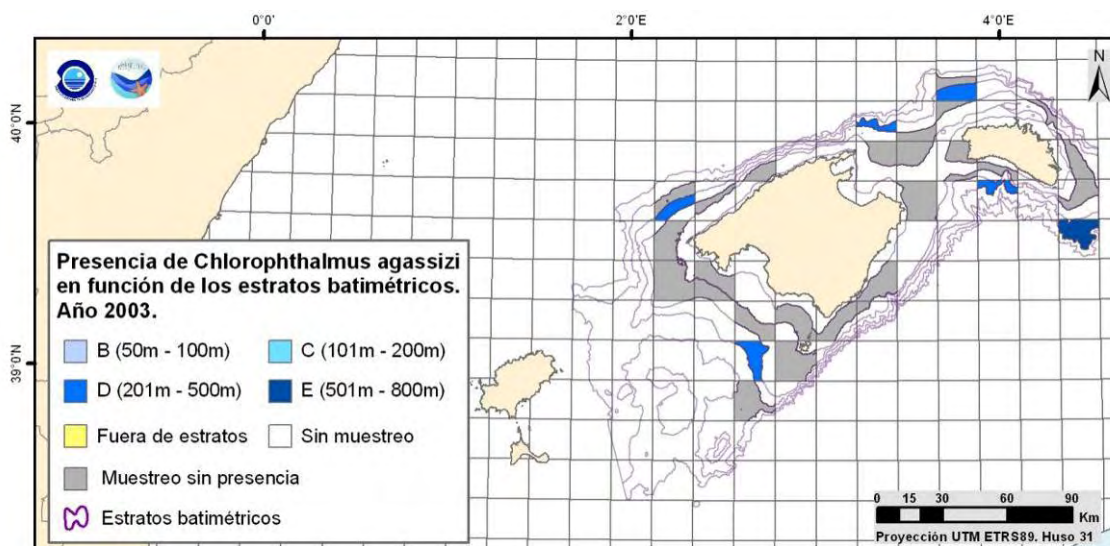 0°0'
2°0'E
4°0'E
N
40°0'N
39°0'N
Presencia de Chlorophthalmus agassizi
en función de los estratos batimétricos.
Año 2003.
B (50m - 100m)
C (101m - 200m)
D (201m - 500m)
E (501m - 800m)
Fuera de estratos
Sin muestreo
Muestreo sin presencia
Estratos batimétricos
0 15 30 60 90
Km
Proyección UTM ETRS89. Huso 31